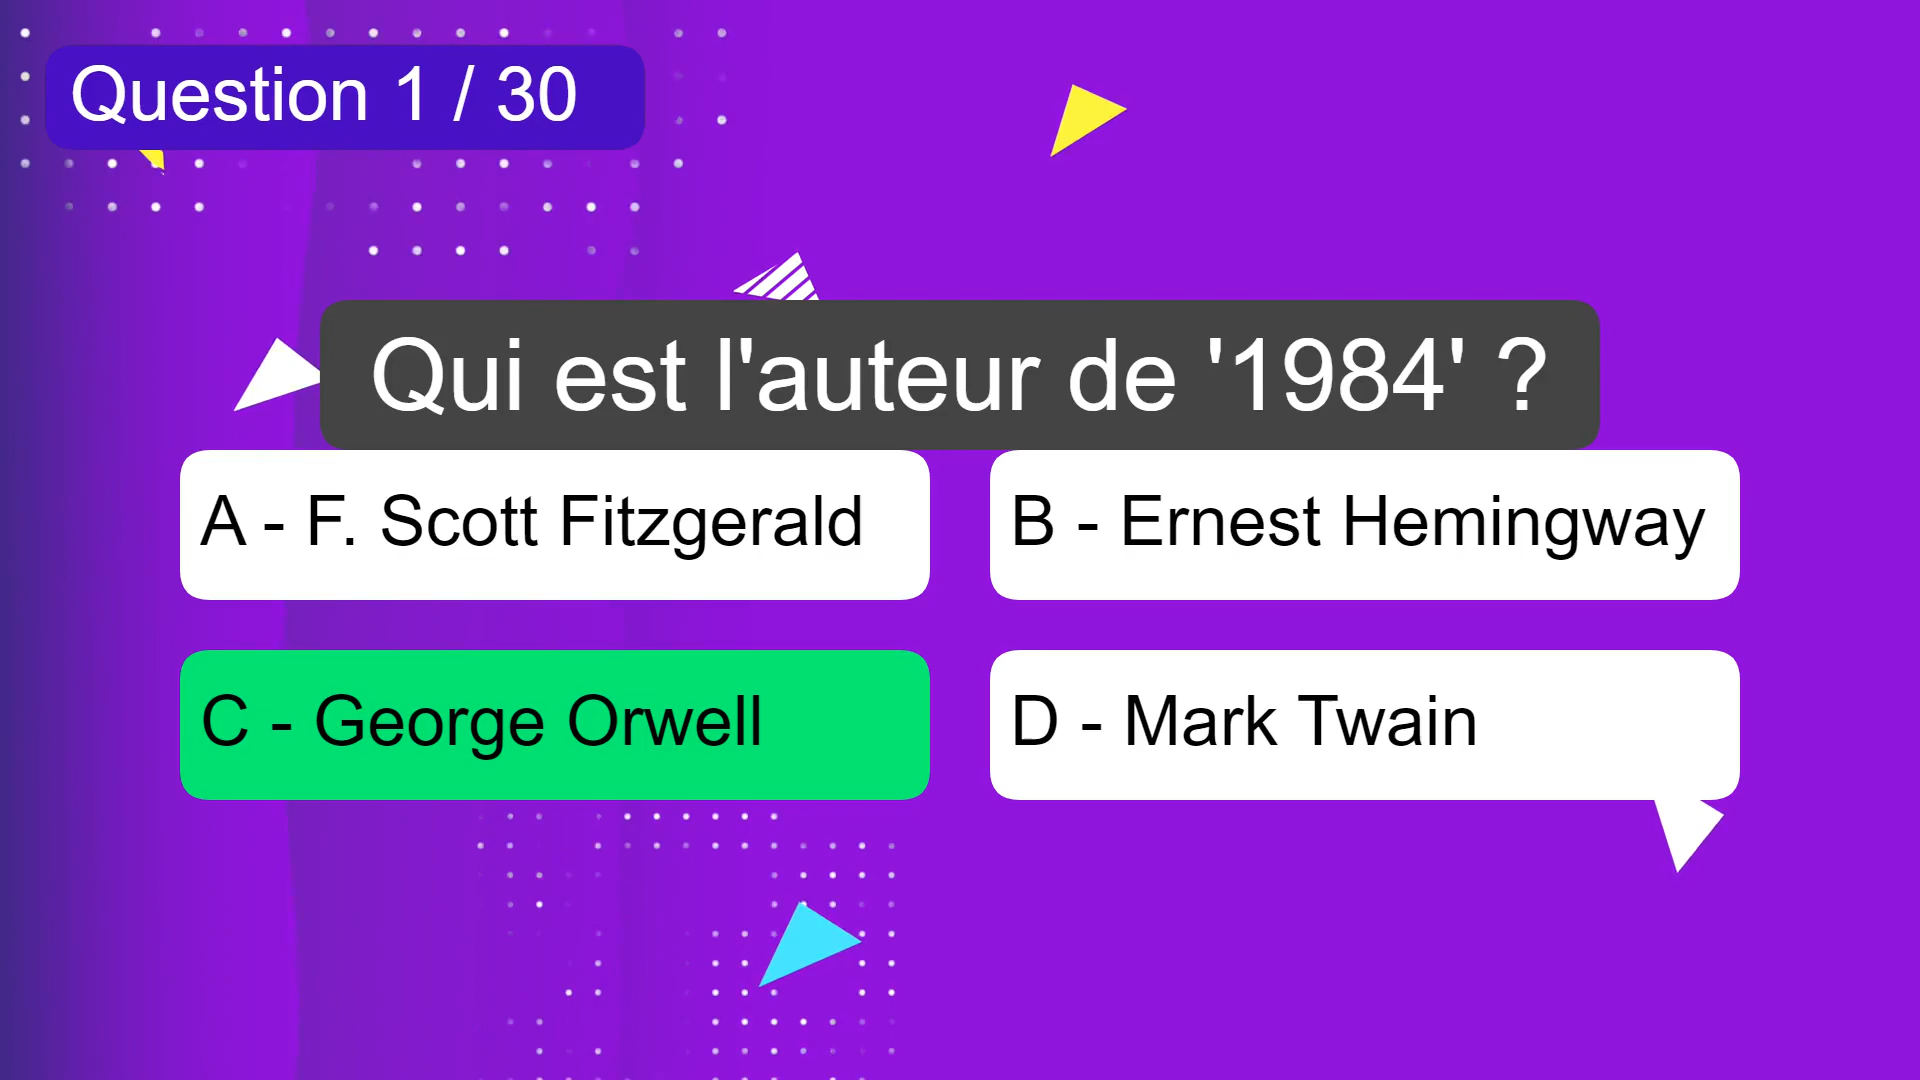 Question 1 / 30
Qui est l'auteur de '1984' ?
A - F. Scott Fitzgerald
B - Ernest Hemingway
C - George Orwell
D - Mark Twain